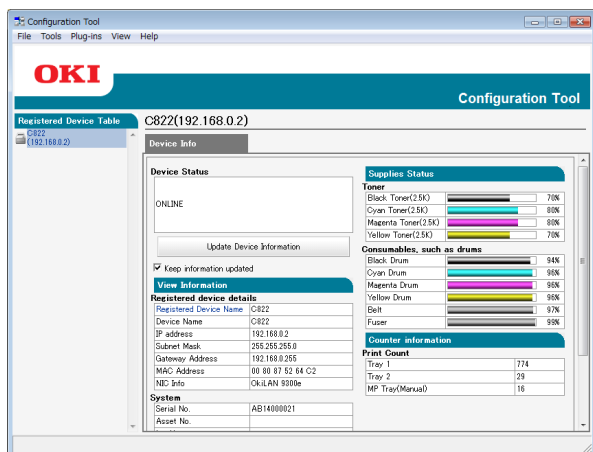 Configuration Tool
File Tools Plug-ins View Help
OKI
Configuration Tool
Registered Device Table
C822
(192.168.0.2)
C822(192.168.0.2)
Device Info
Device Status
ONLINE
Update Device Information
Keep information updated
View Information
Registered device details
Registered Device Name C822
Device Name C822
IP address 192.168.0.2
Subnet Mask 255.255.255.0
Gateway Address 192.168.0.255
MAC Address 00 80 87 52 64 C2
NIC Info OkiLAN 9300e
System
Serial No. AB14000021
Asset No.
Supplies Status
Toner
Black Toner(2.5K) 70%
Cyan Toner(2.5K) 80%
Magenta Toner(2.5K) 80%
Yellow Toner(2.5K) 70%
Consumables, such as drums
Black Drum 94%
Cyan Drum 96%
Magenta Drum 96%
Yellow Drum 96%
Belt 97%
Fuser 99%
Counter information
Print Count
Tray 1 774
Tray 2 29
MP Tray(Manual) 16